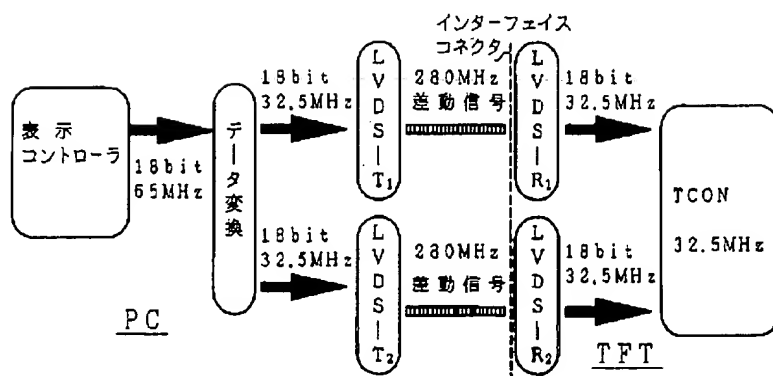 インターフェイス
コネクタ
表示
コントローラ
18bit
65MHz
データ変換
18bit
32.5MHz
LVDS-T1
280MHz
差動信号
LVDS-R1
18bit
32.5MHz
TCON
32.5MHz
18bit
32.5MHz
LVDS-T2
280MHz
差動信号
LVDS-R2
18bit
32.5MHz
PC
TFT